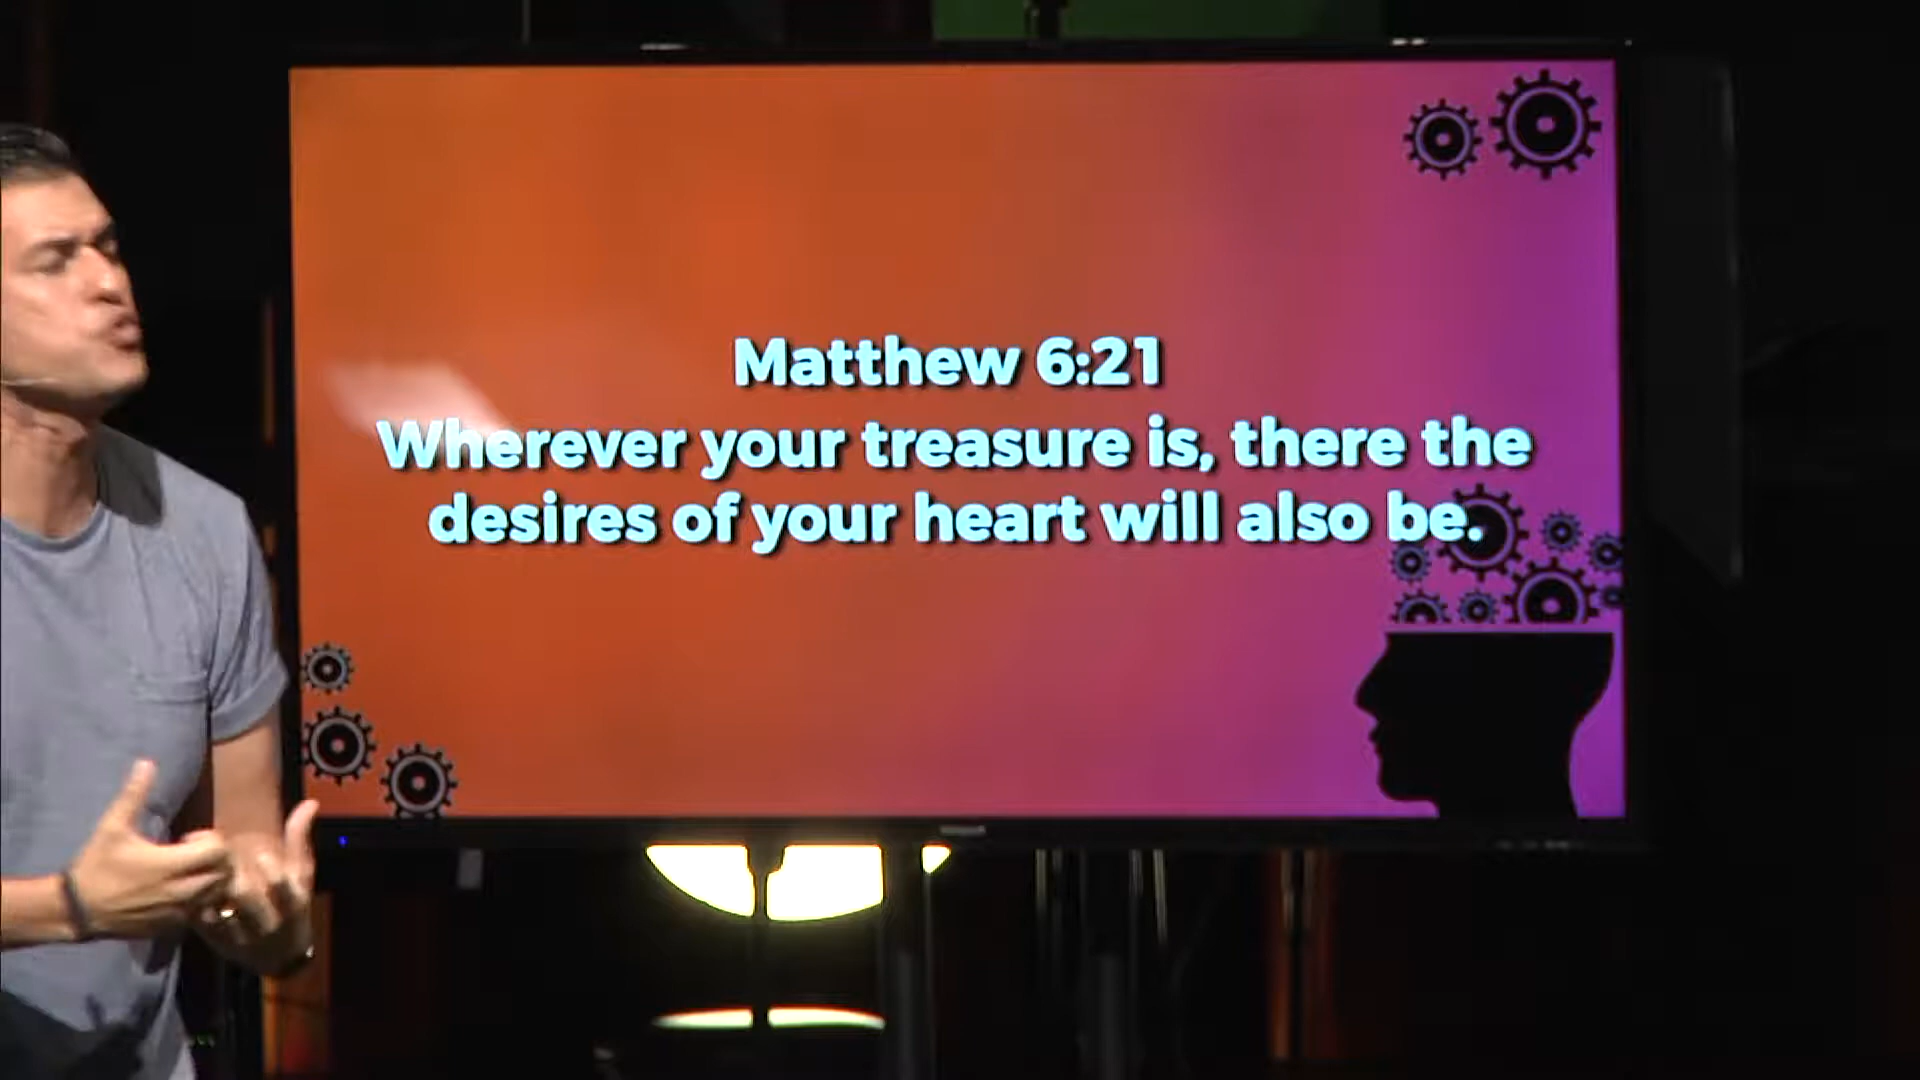 Matthew 6:21
Wherever your treasure is, there the
desires of your heart will also be.